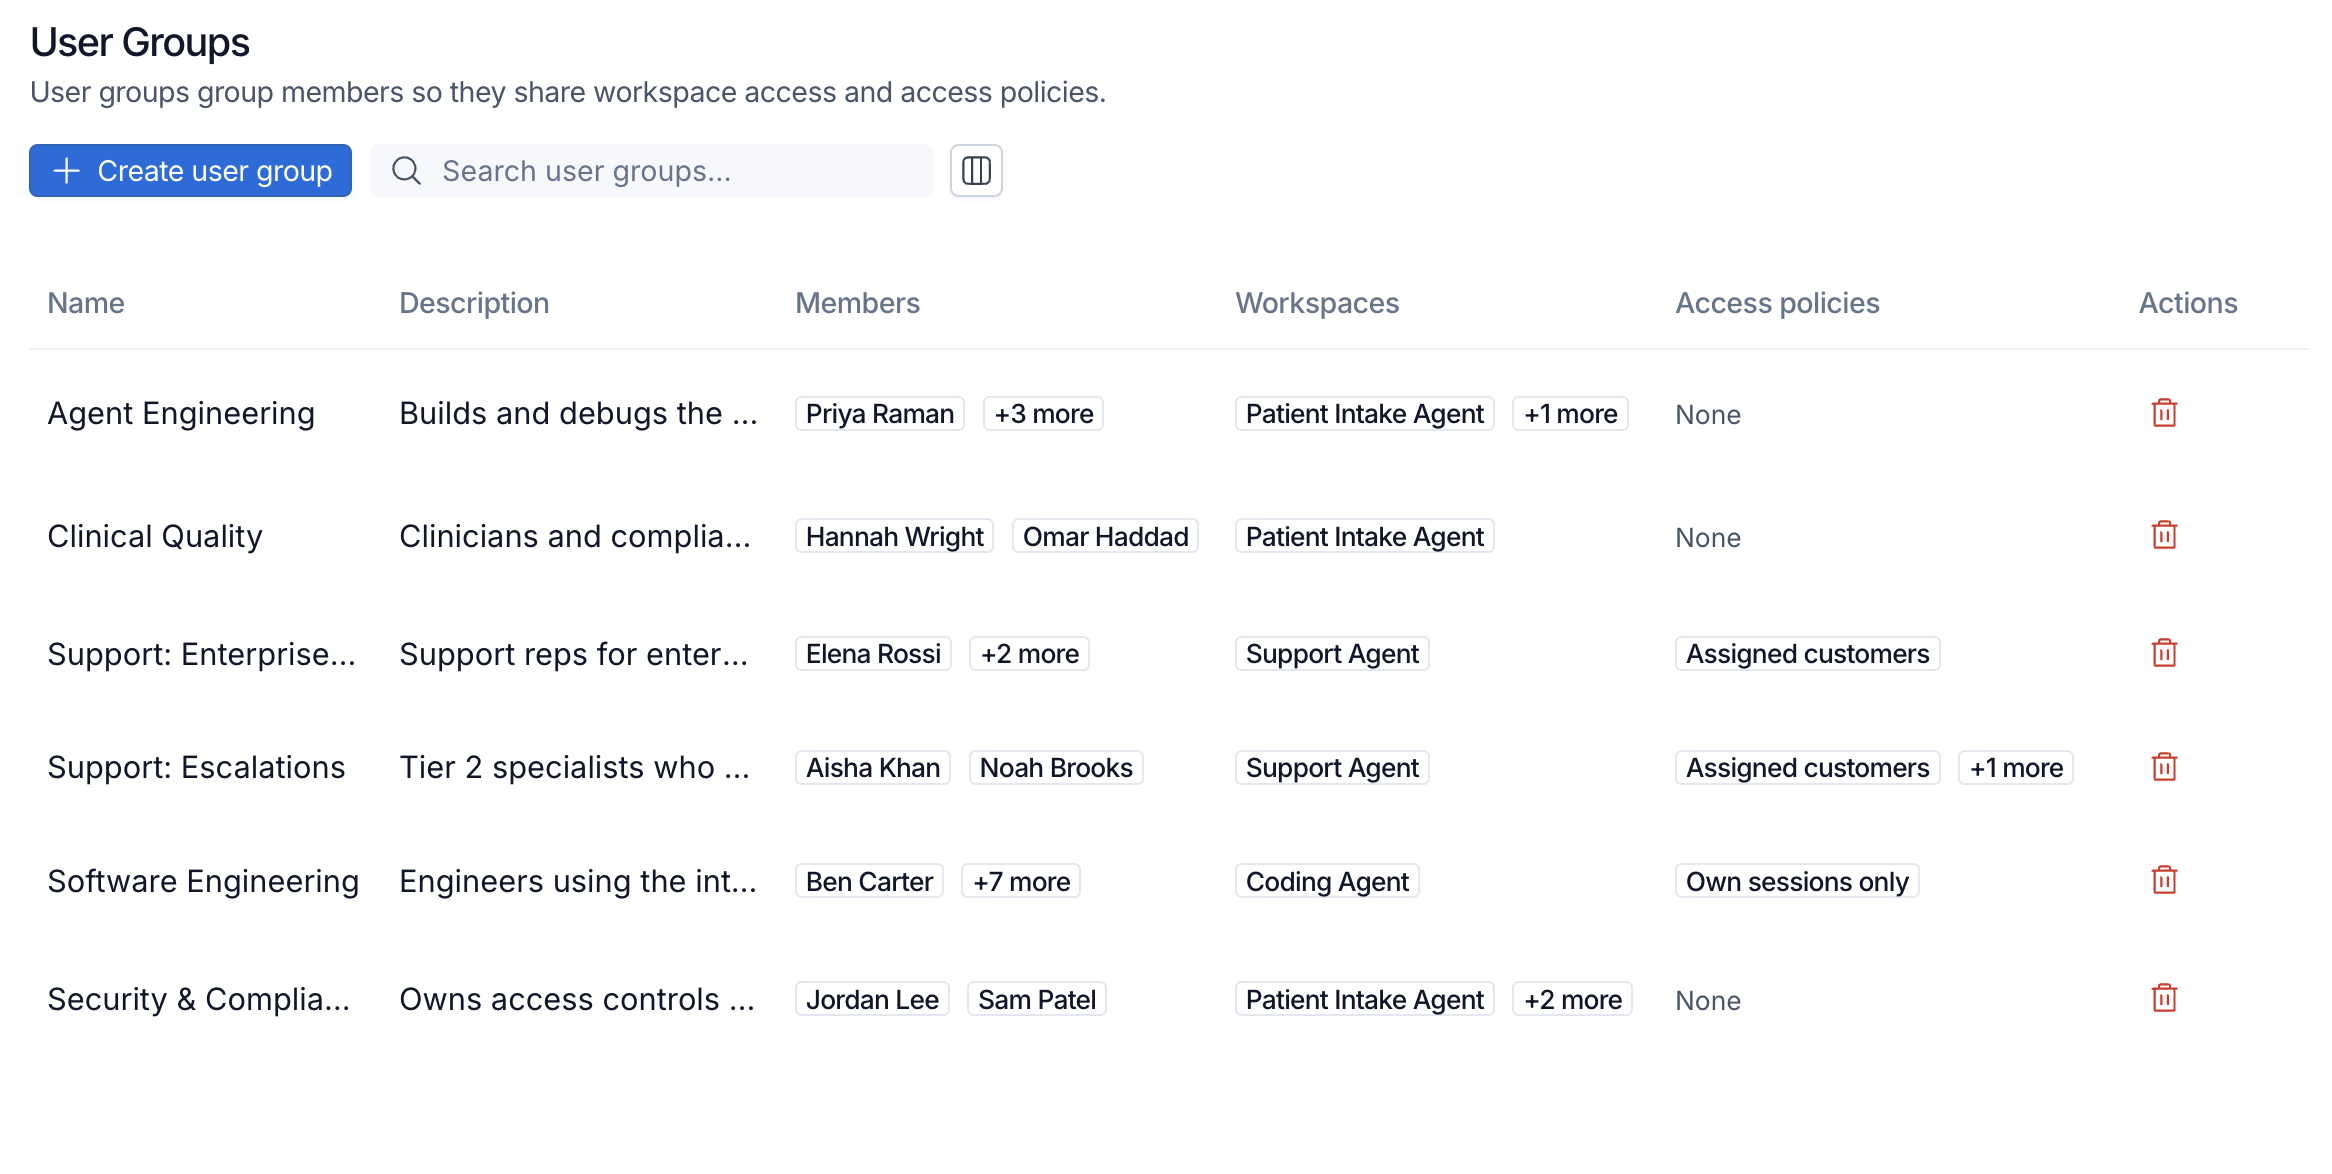 User Groups
User groups group members so they share workspace access and access policies.
Create user group
Search user groups...
Name Description Members Workspaces Access policies Actions
Agent Engineering Builds and debugs the ... Priya Raman +3 more Patient Intake Agent +1 more None
Clinical Quality Clinicians and complia... Hannah Wright Omar Haddad Patient Intake Agent None
Support: Enterprise... Support reps for enter... Elena Rossi +2 more Support Agent Assigned customers
Support: Escalations Tier 2 specialists who ... Aisha Khan Noah Brooks Support Agent Assigned customers +1 more
Software Engineering Engineers using the int... Ben Carter +7 more Coding Agent Own sessions only
Security & Complia... Owns access controls ... Jordan Lee Sam Patel Patient Intake Agent +2 more None